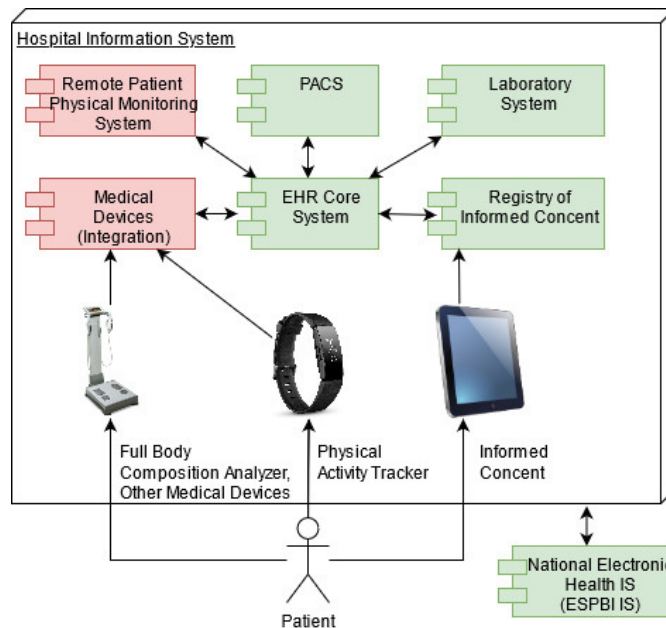 Hospital Information System
Remote Patient
Physical Monitoring
System
PACS
Laboratory
System
Medical
Devices
(Integration)
EHR Core
System
Registry of
Informed Concent
Full Body
Composition Analyzer,
Other Medical Devices
Physical
Activity Tracker
Informed
Concent
Patient
National Electronic
Health IS
(ESPBI IS)